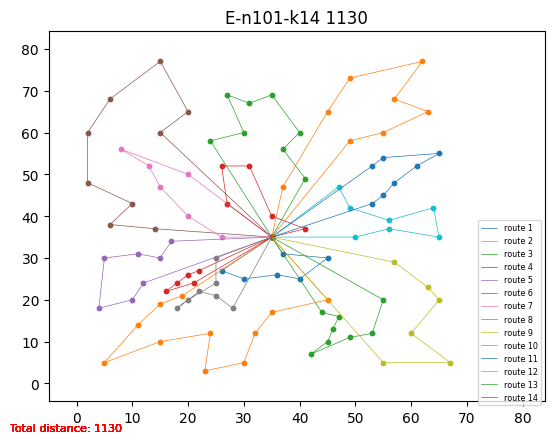 E-n101-k14 1130
80
70
60
50
40
30
20
10
0
0 10 20 30 40 50 60 70 80
route 1
route 2
route 3
route 4
route 5
route 6
route 7
route 8
route 9
route 10
route 11
route 12
route 13
route 14
Total distance: 1130